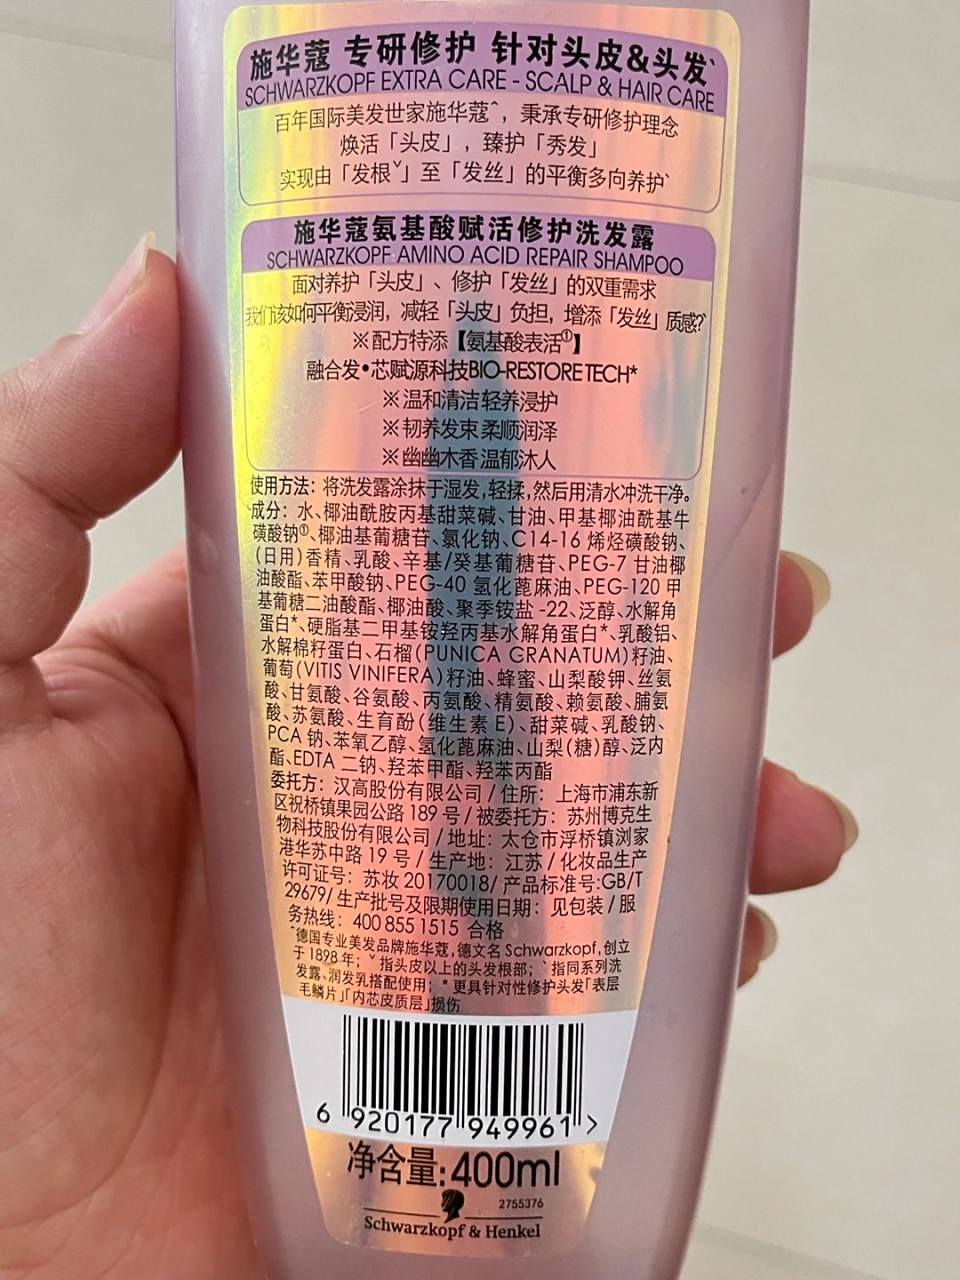 施华蔻 专研修护 针对头皮&头发`
SCHWARZKOPF EXTRA CARE - SCALP & HAIR CARE
百年国际美发世家施华蔻^，秉承专研修护理念
焕活「头皮」，臻护「秀发」
实现由「发根ˇ」至「发丝」的平衡多向养护`
施华蔻氨基酸赋活修护洗发露
SCHWARZKOPF AMINO ACID REPAIR SHAMPOO
面对养护「头皮」、修护「发丝」的双重需求
我们该如何平衡浸润，减轻「头皮」负担，增添「发丝」质感?`
※配方特添【氨基酸表活①】
融合发•芯赋源科技BIO-RESTORE TECH*
※温和清洁 轻养浸护
※韧养发束 柔顺润泽
※幽幽木香 温郁沐人
使用方法：将洗发露涂抹于湿发,轻揉,然后用清水冲洗干净。
成分：水、椰油酰胺丙基甜菜碱、甘油、甲基椰油酰基牛
磺酸钠①、椰油基葡糖苷、氯化钠、C14-16 烯烃磺酸钠、
(日用)香精、乳酸、辛基/癸基葡糖苷、PEG-7 甘油椰
油酸酯、苯甲酸钠、PEG-40 氢化蓖麻油、PEG-120 甲
基葡糖二油酸酯、椰油酸、聚季铵盐 -22、泛醇、水解角
蛋白*、硬脂基二甲基铵羟丙基水解角蛋白*、乳酸铝、
水解棉籽蛋白、石榴(PUNICA GRANATUM)籽油、
葡萄(VITIS VINIFERA)籽油、蜂蜜、山梨酸钾、丝氨
酸、甘氨酸、谷氨酸、丙氨酸、精氨酸、赖氨酸、脯氨
酸、苏氨酸、生育酚(维生素 E)、甜菜碱、乳酸钠、
PCA 钠、苯氧乙醇、氢化蓖麻油、山梨(糖)醇、泛内
酯、EDTA 二钠、羟苯甲酯、羟苯丙酯
委托方：汉高股份有限公司 / 住所：上海市浦东新
区祝桥镇果园公路 189 号 / 被委托方：苏州博克生
物科技股份有限公司 / 地址：太仓市浮桥镇浏家
港华苏中路 19 号 / 生产地：江苏 / 化妆品生产
许可证号：苏妆 20170018/ 产品标准号:GB/T
29679/ 生产批号及限期使用日期：见包装 / 服
务热线：400 855 1515 合格
^德国专业美发品牌施华蔻,德文名 Schwarzkopf,创立
于 1898 年；ˇ指头皮以上的头发根部；`指同系列洗
发露、润发乳搭配使用；*更具针对性修护头发「表层
毛鳞片」「内芯皮质层」损伤
6 920177 949961 >
净含量:400ml
2755376
Schwarzkopf & Henkel